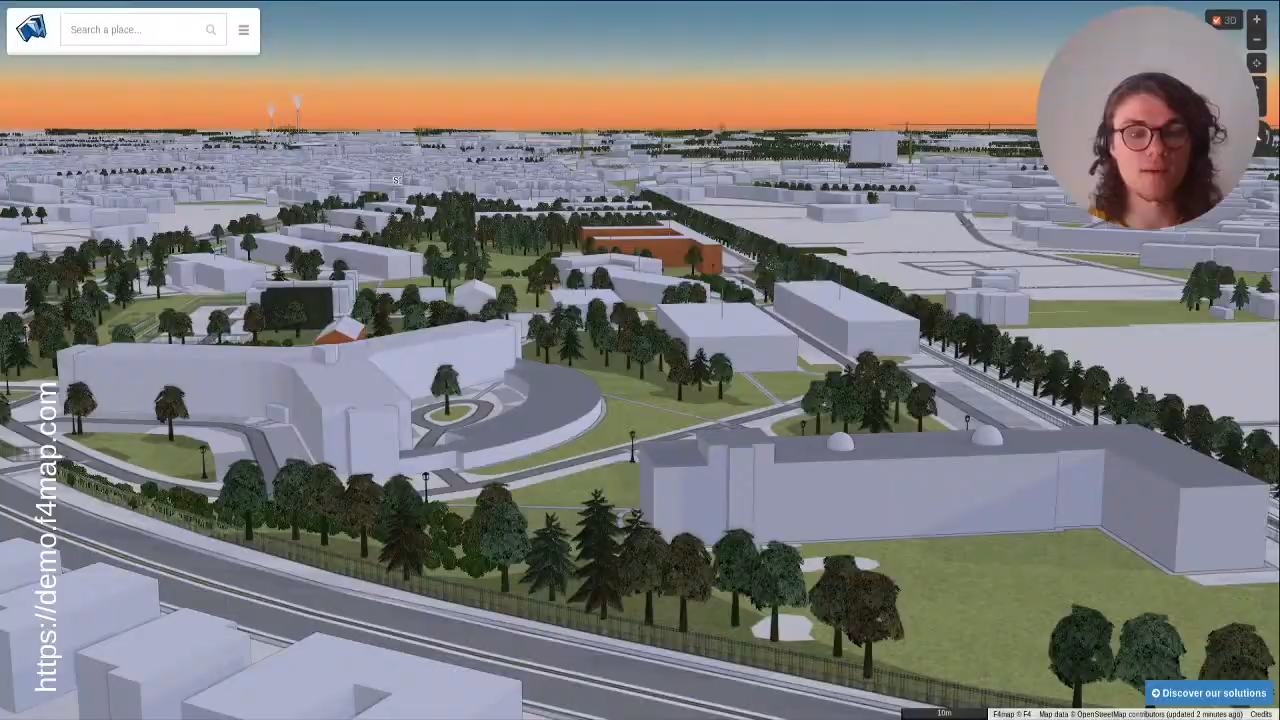 Search a place...
3D
https://demo.f4map.com
Discover our solutions
10m
F4map © F4 Map data © OpenStreetMap contributors (updated 2 minutes ago) Credits